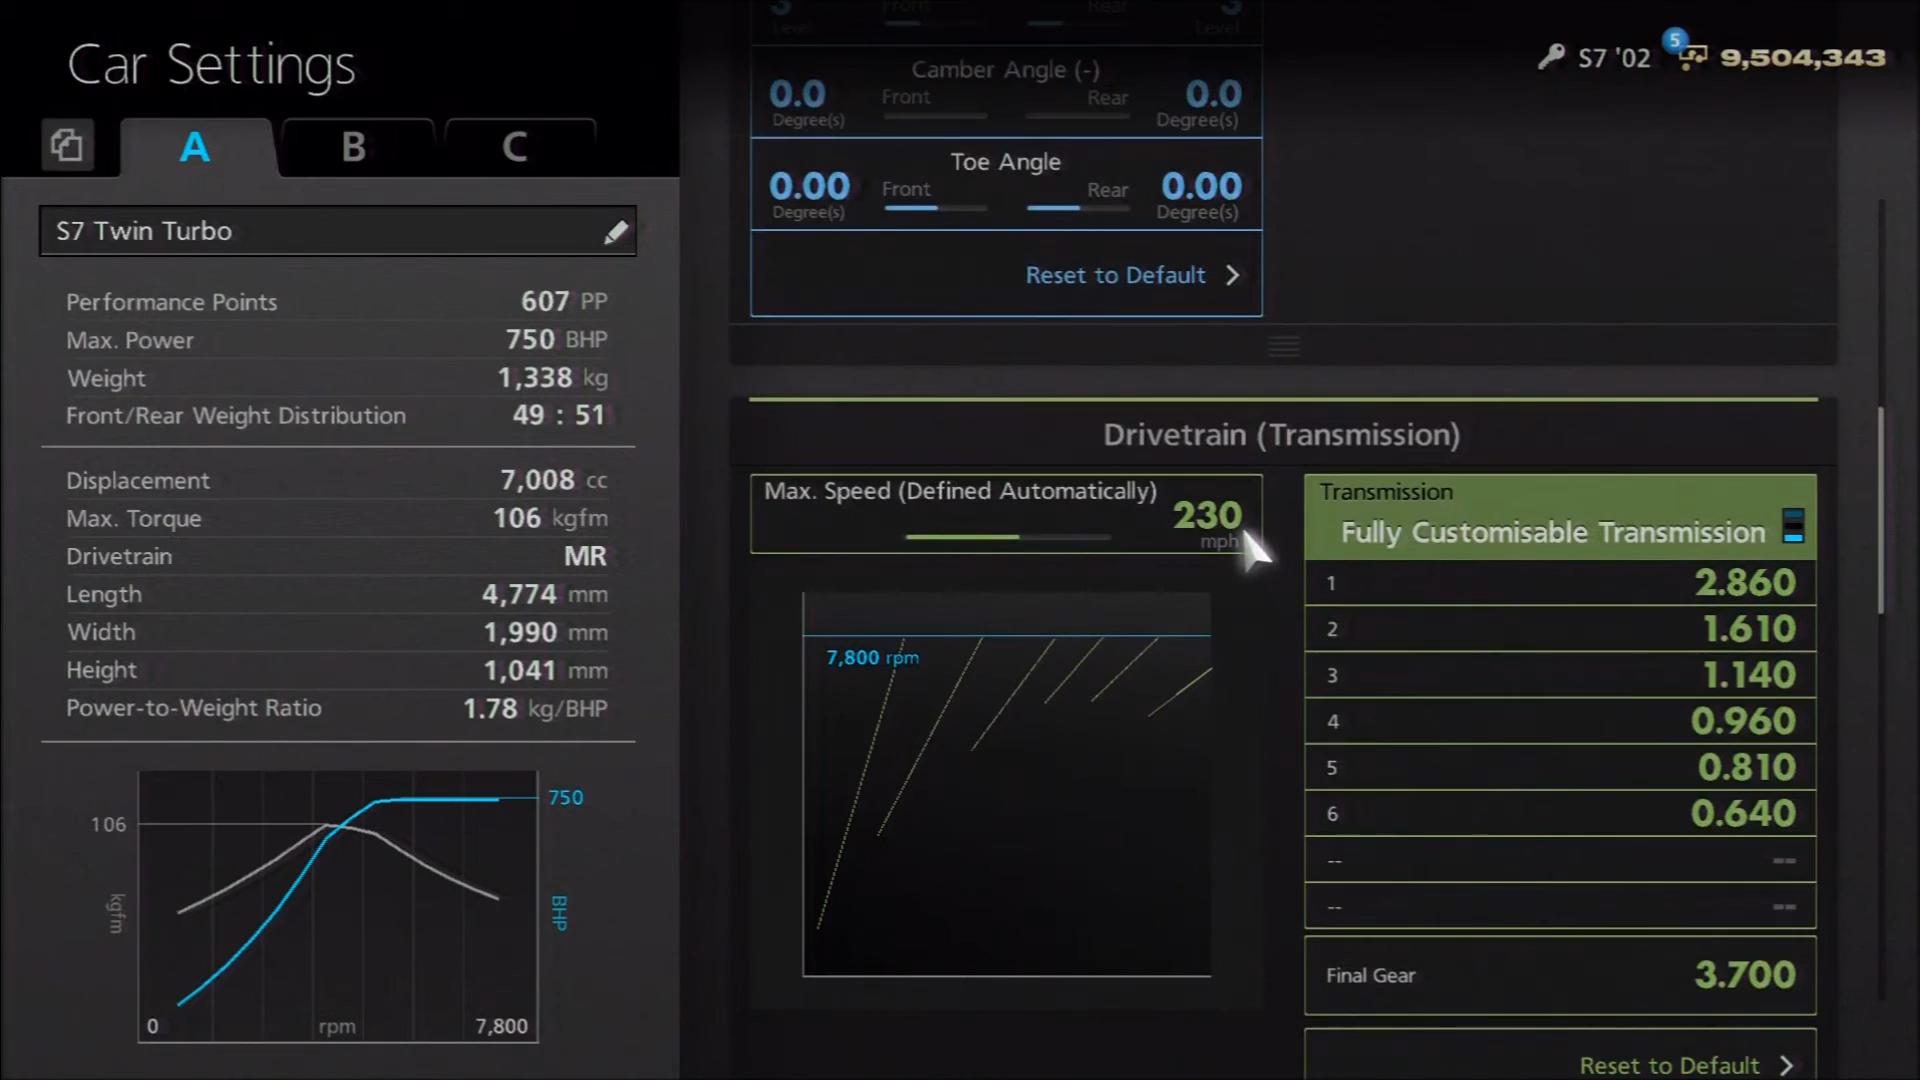 Car Settings
A
B
C
S7 Twin Turbo
Performance Points 607 PP
Max. Power 750 BHP
Weight 1,338 kg
Front/Rear Weight Distribution 49 : 51
Displacement 7,008 cc
Max. Torque 106 kgfm
Drivetrain MR
Length 4,774 mm
Width 1,990 mm
Height 1,041 mm
Power-to-Weight Ratio 1.78 kg/BHP
750
106
kgfm
BHP
0 rpm 7,800
S7 '02 5 9,504,343
3 Front Rear 3
Level Level
Camber Angle (-)
0.0 Front Rear 0.0
Degree(s) Degree(s)
Toe Angle
0.00 Front Rear 0.00
Degree(s) Degree(s)
Reset to Default
Drivetrain (Transmission)
Max. Speed (Defined Automatically)
230
mph
7,800 rpm
Transmission
Fully Customisable Transmission
1 2.860
2 1.610
3 1.140
4 0.960
5 0.810
6 0.640
-- --
-- --
Final Gear 3.700
Reset to Default